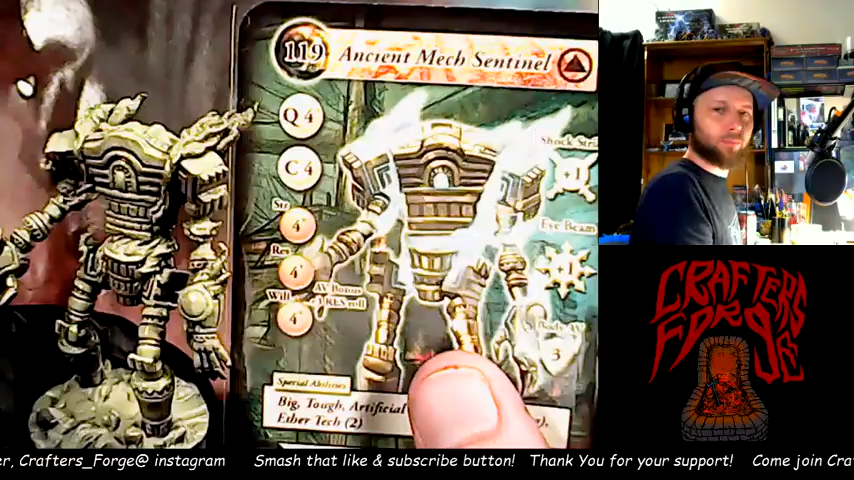 119 Ancient Mech Sentinel
Q 4
C 4
Str
4
Res
4
Will
4
AV Bonus
Shock
+1
Eye Beam
Body AV
3
Special Abilities
Big, Tough, Artificial
Ether Tech (2)
CRAFTERS
FORGE
er, Crafters_Forge@ instagram Smash that like & subscribe button! Thank You for your support! Come join Cra